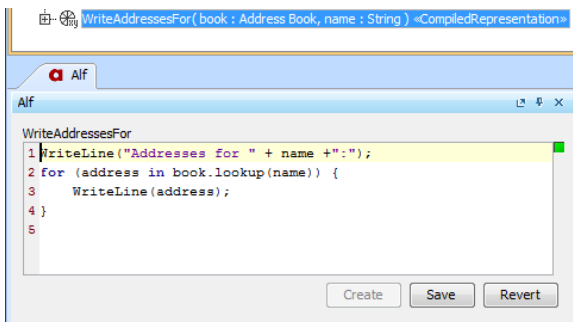 WriteAddressesFor( book : Address Book, name : String ) «CompiledRepresentation»
a Alf
Alf
WriteAddressesFor
1 WriteLine("Addresses for " + name +":");
2 for (address in book.lookup(name)) {
3     WriteLine(address);
4 }
5
Create Save Revert